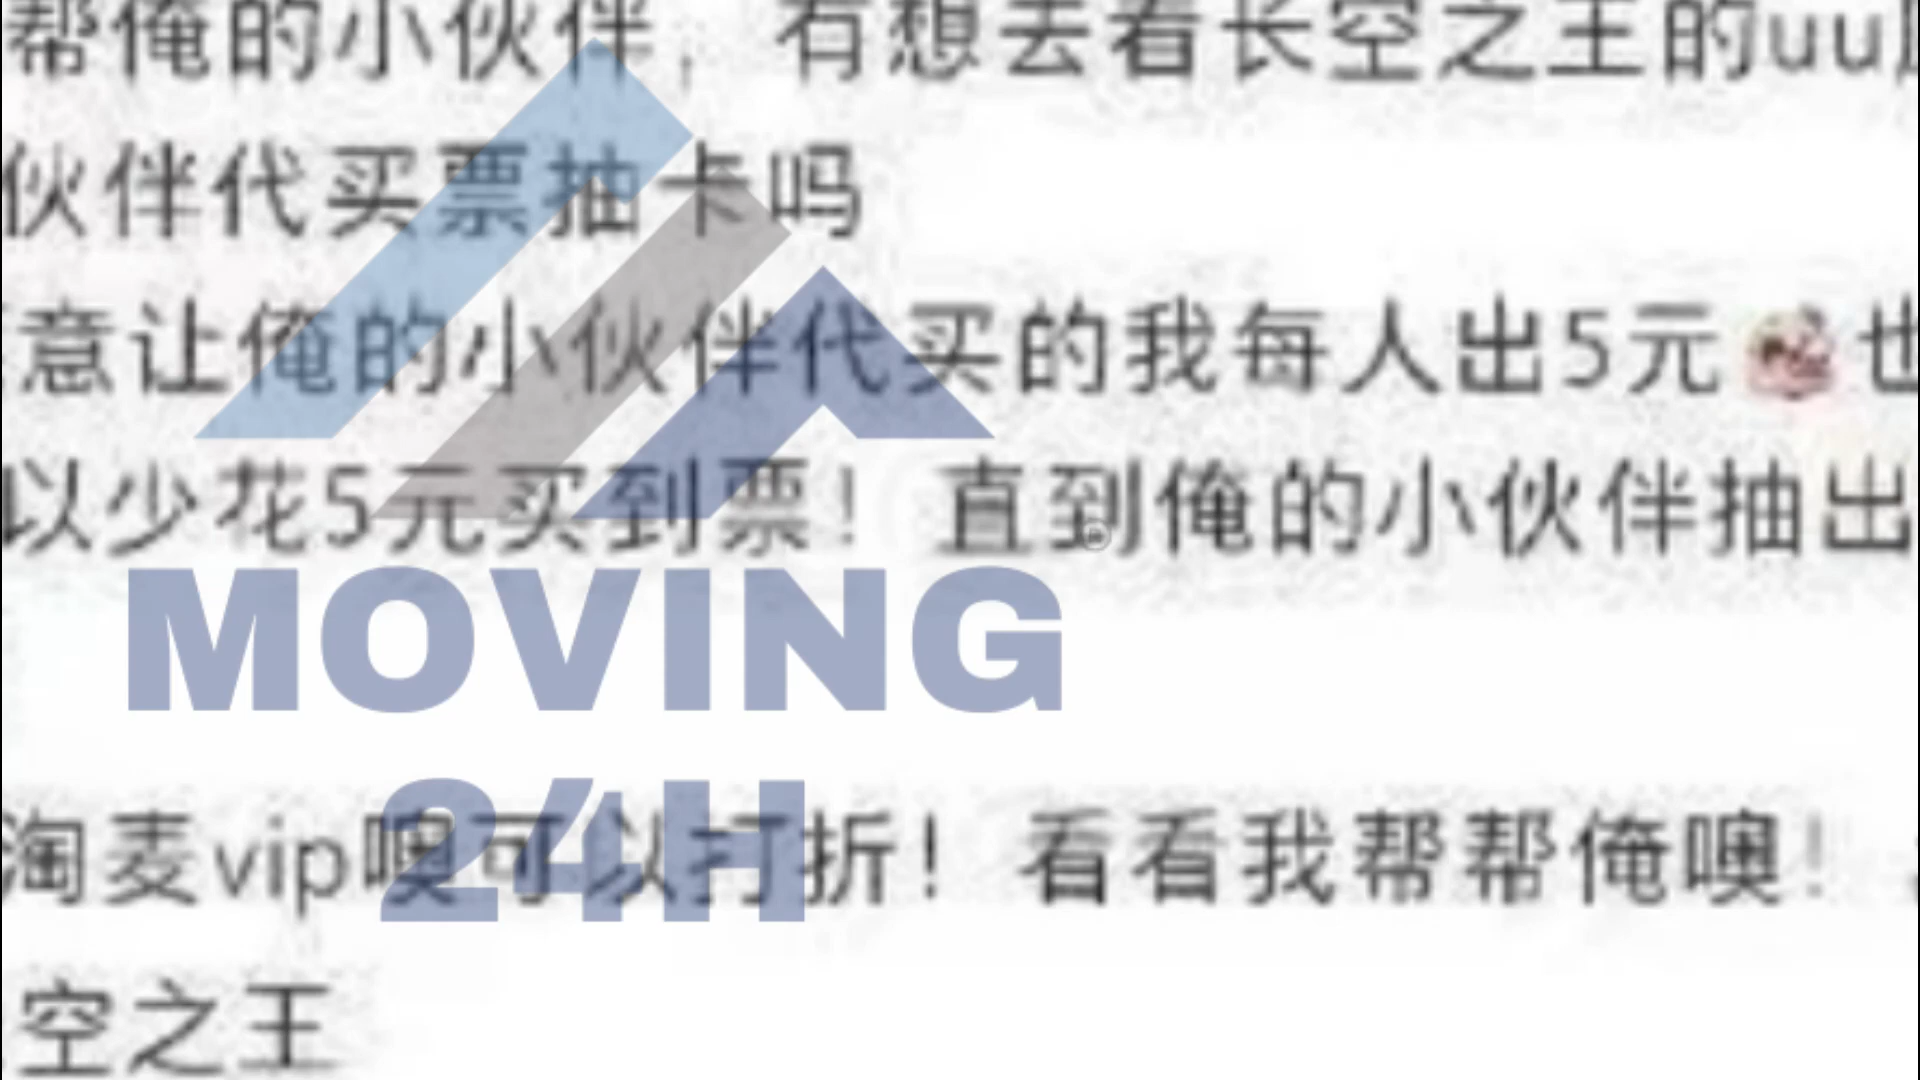 帮俺的小伙伴,有想去看长空之王的uu
伙伴代买票抽卡吗
意让俺的小伙伴代买的我每人出5元 也
以少花5元买到票!直到俺的小伙伴抽出
MOVING
24H
淘麦vip噢可以打折!看看我帮帮俺噢!
空之王